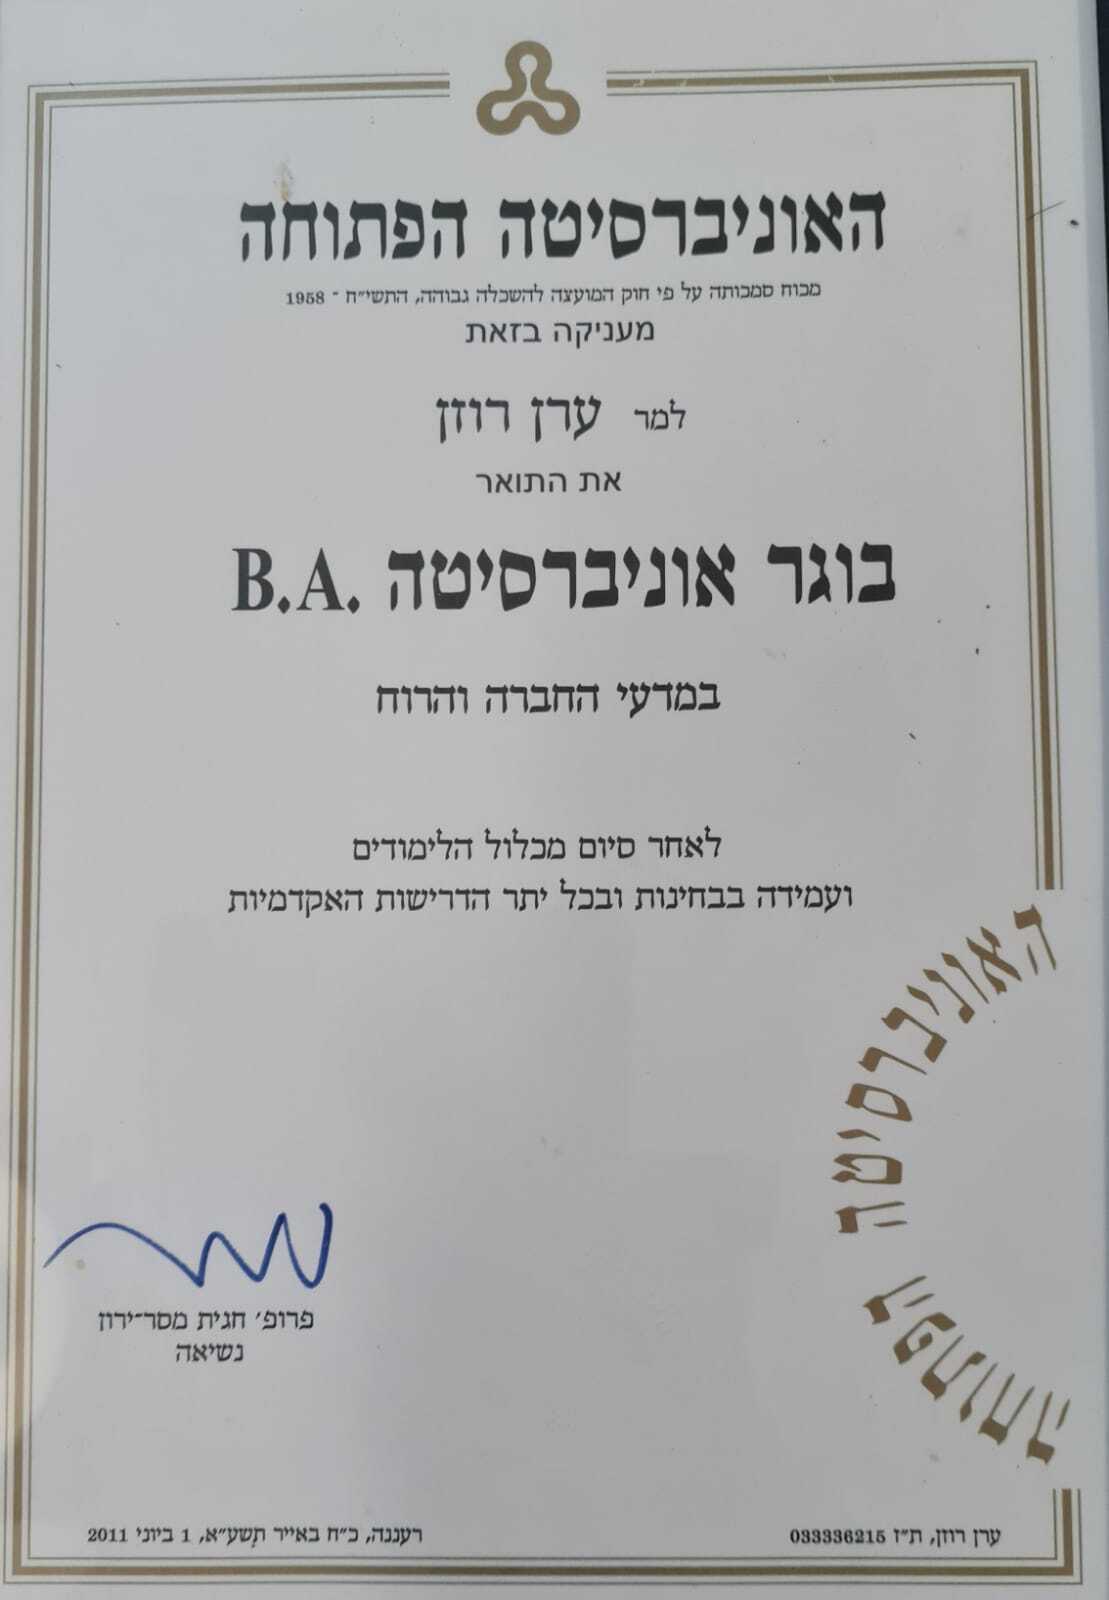 האוניברסיטה הפתוחה
מכוח סמכותה על פי חוק המועצה להשכלה גבוהה, התשי״ח - 1958
מעניקה בזאת
למר ערן רוזן
את התואר
בוגר אוניברסיטה B.A.
במדעי החברה והרוח
לאחר סיום מכלול הלימודים
ועמידה בבחינות ובכל יתר הדרישות האקדמיות
האוניברסיטה הפתוחה
פרופ׳ חגית מסר-ירון
נשיאה
ערן רוזן, ת״ז 033336215
רעננה, כ״ח באייר תשע״א, 1 ביוני 2011